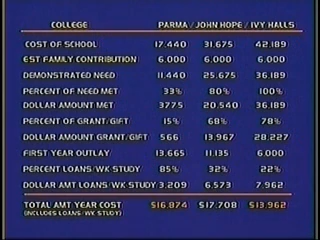 COLLEGE PARMA / JOHN HOPE / IVY HALLS
COST OF SCHOOL 17.440 31.675 42.189
EST FAMILY CONTRIBUTION 6.000 6.000 6.000
DEMONSTRATED NEED 11.440 25.675 36.189
PERCENT OF NEED MET 33% 80% 100%
DOLLAR AMOUNT MET 3775 20.540 36.189
PERCENT OF GRANT/GIFT 15% 68% 78%
DOLLAR AMOUNT GRANT/GIFT 566 13.967 28.227
FIRST YEAR OUTLAY 13.665 11.135 6.000
PERCENT LOANS/WK STUDY 85% 32% 22%
DOLLAR AMT LOANS/WK STUDY 3.209 6.573 7.962
TOTAL AMT YEAR COST $16.874 $17.708 $13.962
(INCLUDES LOANS/WK STUDY)